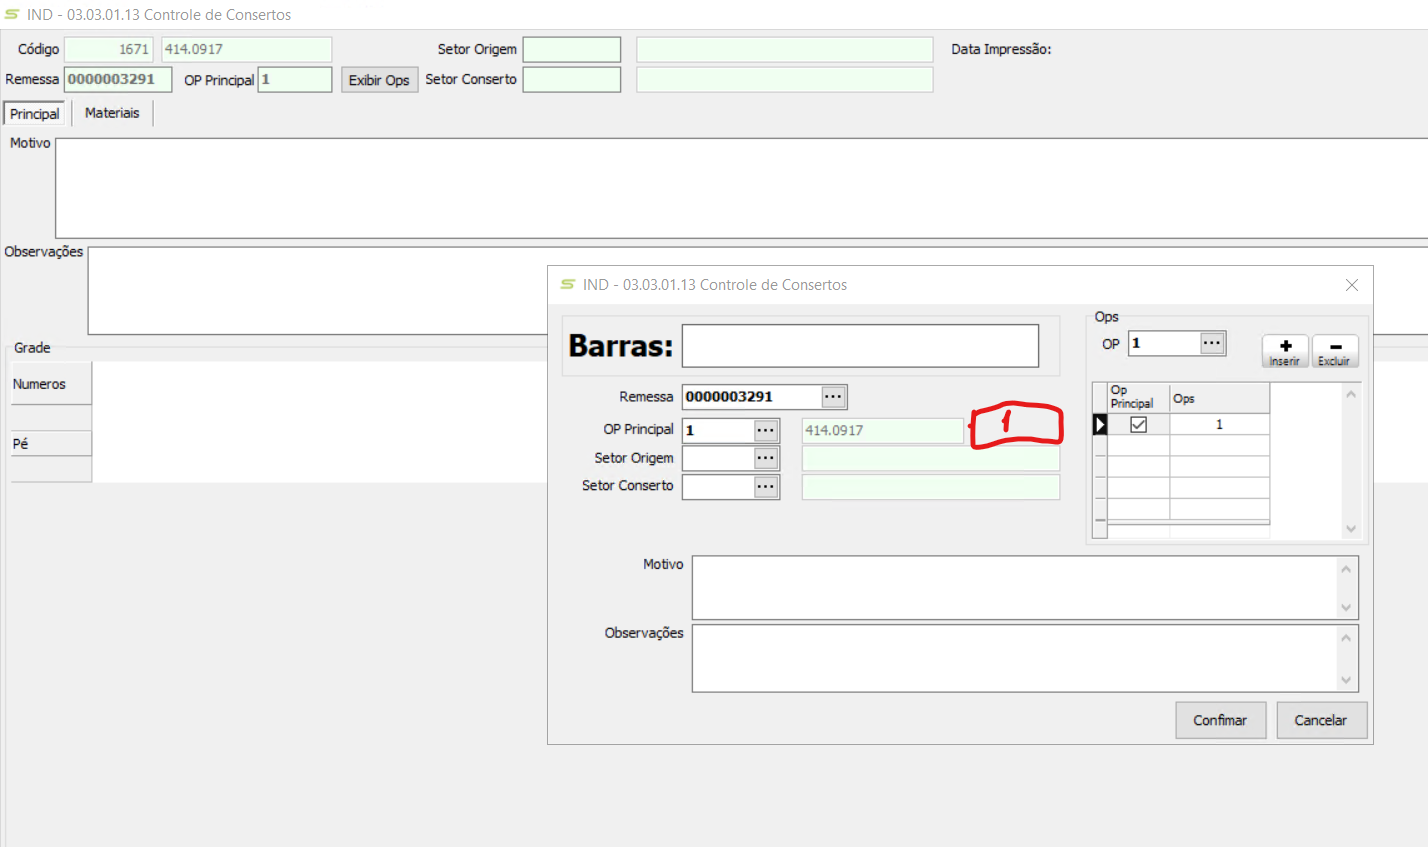 IND - 03.03.01.13 Controle de Consertos
Código 1671 414.0917 Setor Origem Data Impressão:
Remessa 0000003291 OP Principal 1 Exibir Ops Setor Conserto
Principal Materiais
Motivo
Observações
Grade
Numeros
Pé
IND - 03.03.01.13 Controle de Consertos
Barras:
Remessa 0000003291
OP Principal 1 414.0917 1
Setor Origem
Setor Conserto
Ops
OP 1 Inserir Excluir
Op Principal Ops
1
Motivo
Observações
Confimar Cancelar